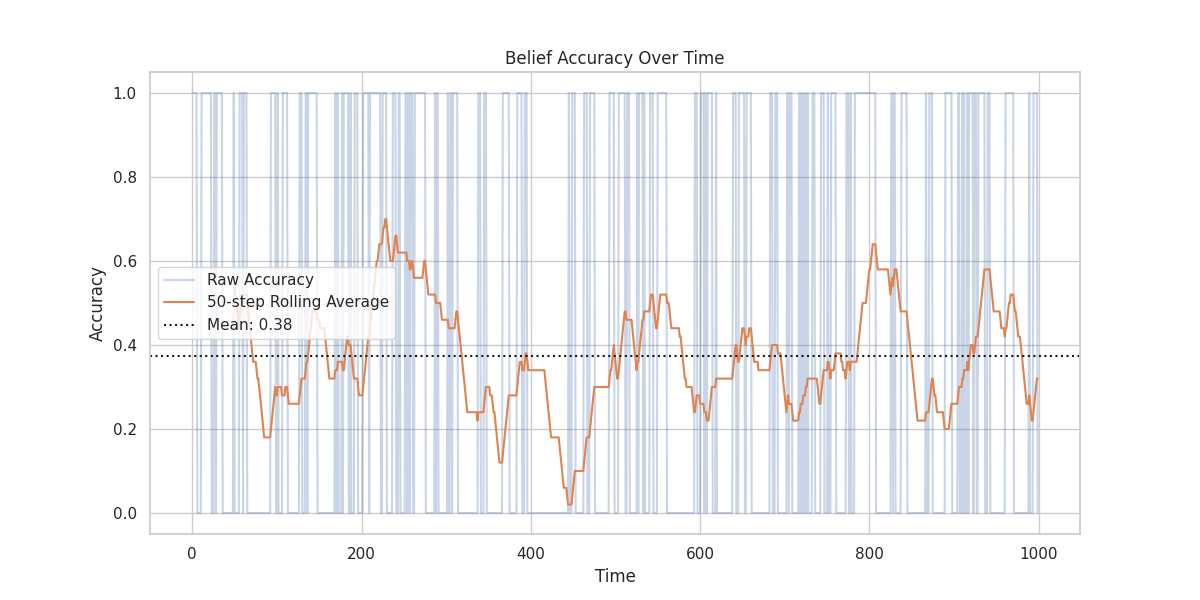 Belief Accuracy Over Time
Accuracy
1.0
0.8
0.6
0.4
0.2
0.0
Raw Accuracy
50-step Rolling Average
Mean: 0.38
0
200
400
600
800
1000
Time